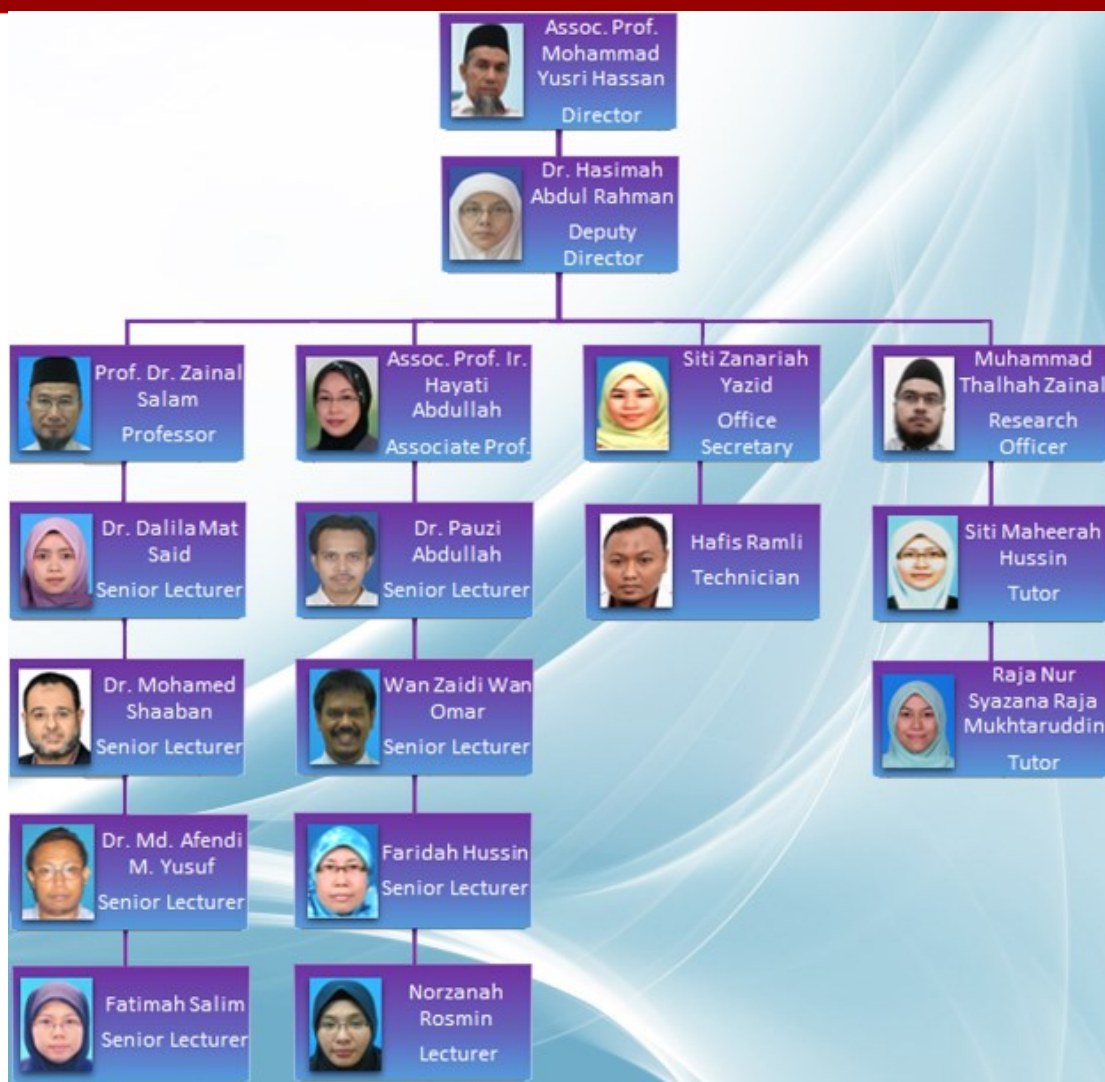 Assoc. Prof.
Mohammad
Yusri Hassan
Director
Dr. Hasimah
Abdul Rahman
Deputy
Director
Prof. Dr. Zainal
Salam
Professor
Assoc. Prof. Ir.
Hayati
Abdullah
Associate Prof.
Siti Zanariah
Yazid
Office
Secretary
Muhammad
Thalhah Zainal
Research
Officer
Dr. Dalila Mat
Said
Senior Lecturer
Dr. Pauzi
Abdullah
Senior Lecturer
Hafis Ramli
Technician
Siti Maheerah
Hussin
Tutor
Dr. Mohamed
Shaaban
Senior Lecturer
Wan Zaidi Wan
Omar
Senior Lecturer
Raja Nur
Syazana Raja
Mukhtaruddin
Tutor
Dr. Md. Afendi
M. Yusuf
Senior Lecturer
Faridah Hussin
Senior Lecturer
Fatimah Salim
Senior Lecturer
Norzanah
Rosmin
Lecturer